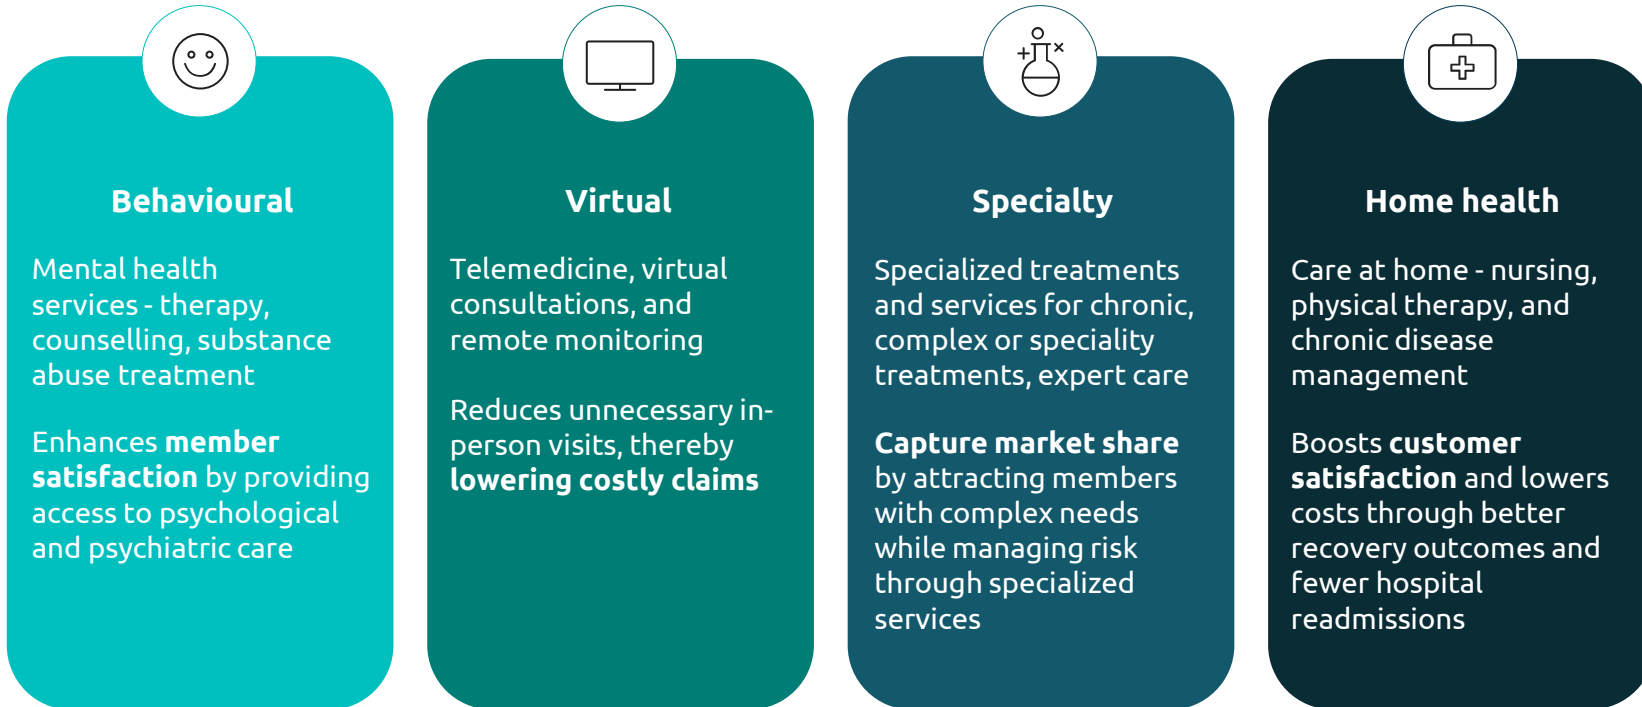 Behavioural
Mental health
services - therapy,
counselling, substance
abuse treatment
Enhances member
satisfaction by providing
access to psychological
and psychiatric care
Virtual
Telemedicine, virtual
consultations, and
remote monitoring
Reduces unnecessary in-
person visits, thereby
lowering costly claims
Specialty
Specialized treatments
and services for chronic,
complex or speciality
treatments, expert care
Capture market share
by attracting members
with complex needs
while managing risk
through specialized
services
Home health
Care at home - nursing,
physical therapy, and
chronic disease
management
Boosts customer
satisfaction and lowers
costs through better
recovery outcomes and
fewer hospital
readmissions